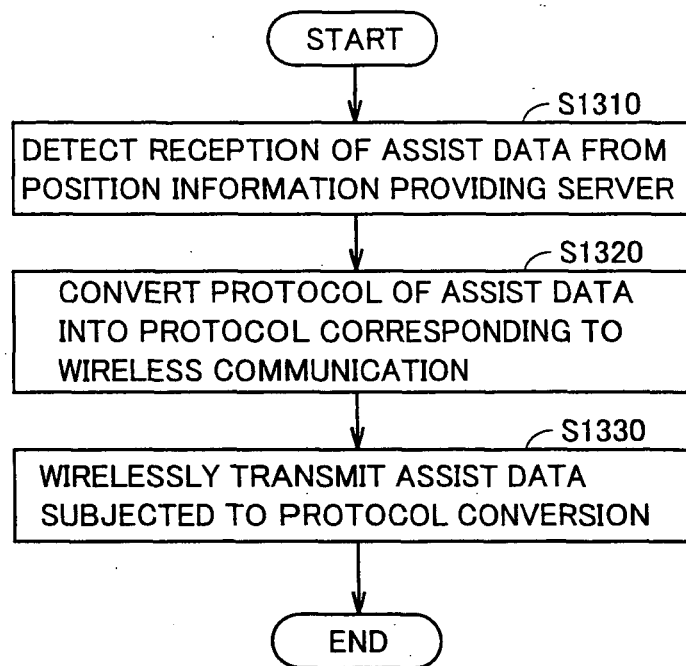 START
S1310
DETECT RECEPTION OF ASSIST DATA FROM
POSITION INFORMATION PROVIDING SERVER
S1320
CONVERT PROTOCOL OF ASSIST DATA
INTO PROTOCOL CORRESPONDING TO
WIRELESS COMMUNICATION
S1330
WIRELESSLY TRANSMIT ASSIST DATA
SUBJECTED TO PROTOCOL CONVERSION
END